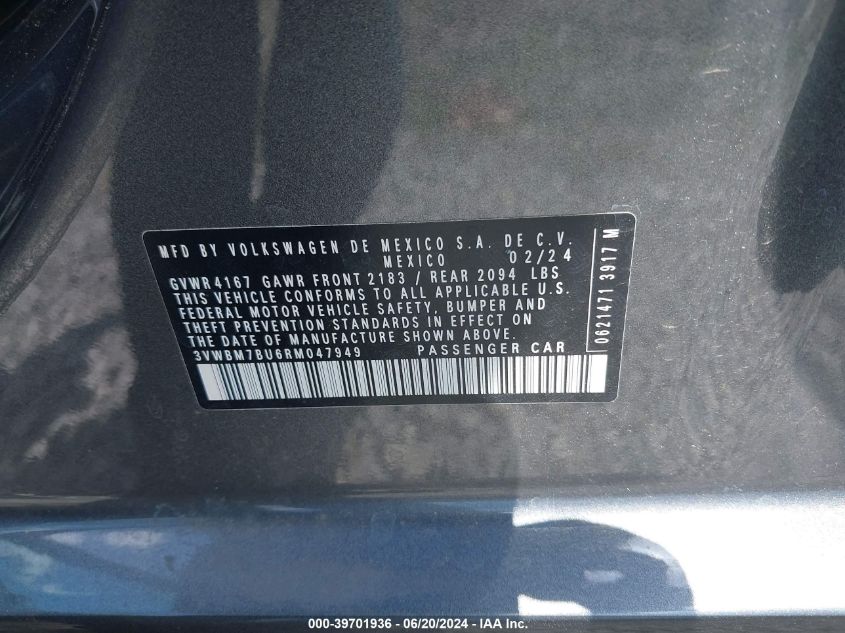 MFD BY VOLKSWAGEN DE MEXICO S.A. DE C.V.
MEXICO 02/24
GVWR 4167 GAWR FRONT 2183 / REAR 2094 LBS
THIS VEHICLE CONFORMS TO ALL APPLICABLE U.S.
FEDERAL MOTOR VEHICLE SAFETY, BUMPER AND
THEFT PREVENTION STANDARDS IN EFFECT ON
THE DATE OF MANUFACTURE SHOWN ABOVE.
3VWBM7BU6RM047949 PASSENGER CAR
0621471 3917 M
000-39701936 - 06/20/2024 - IAA Inc.